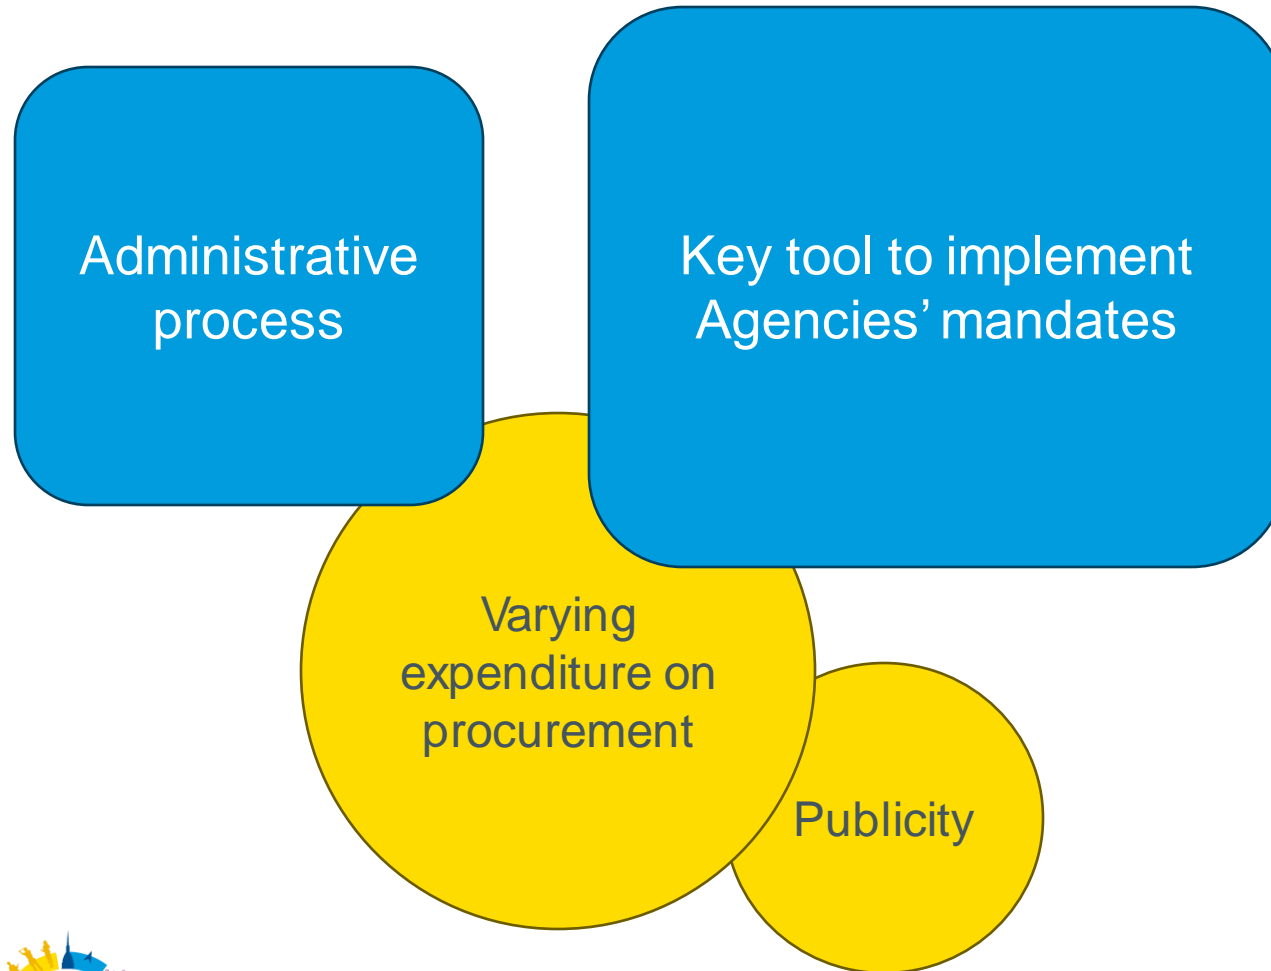 Administrative
process
Key tool to implement
Agencies’ mandates
Varying
expenditure on
procurement
Publicity